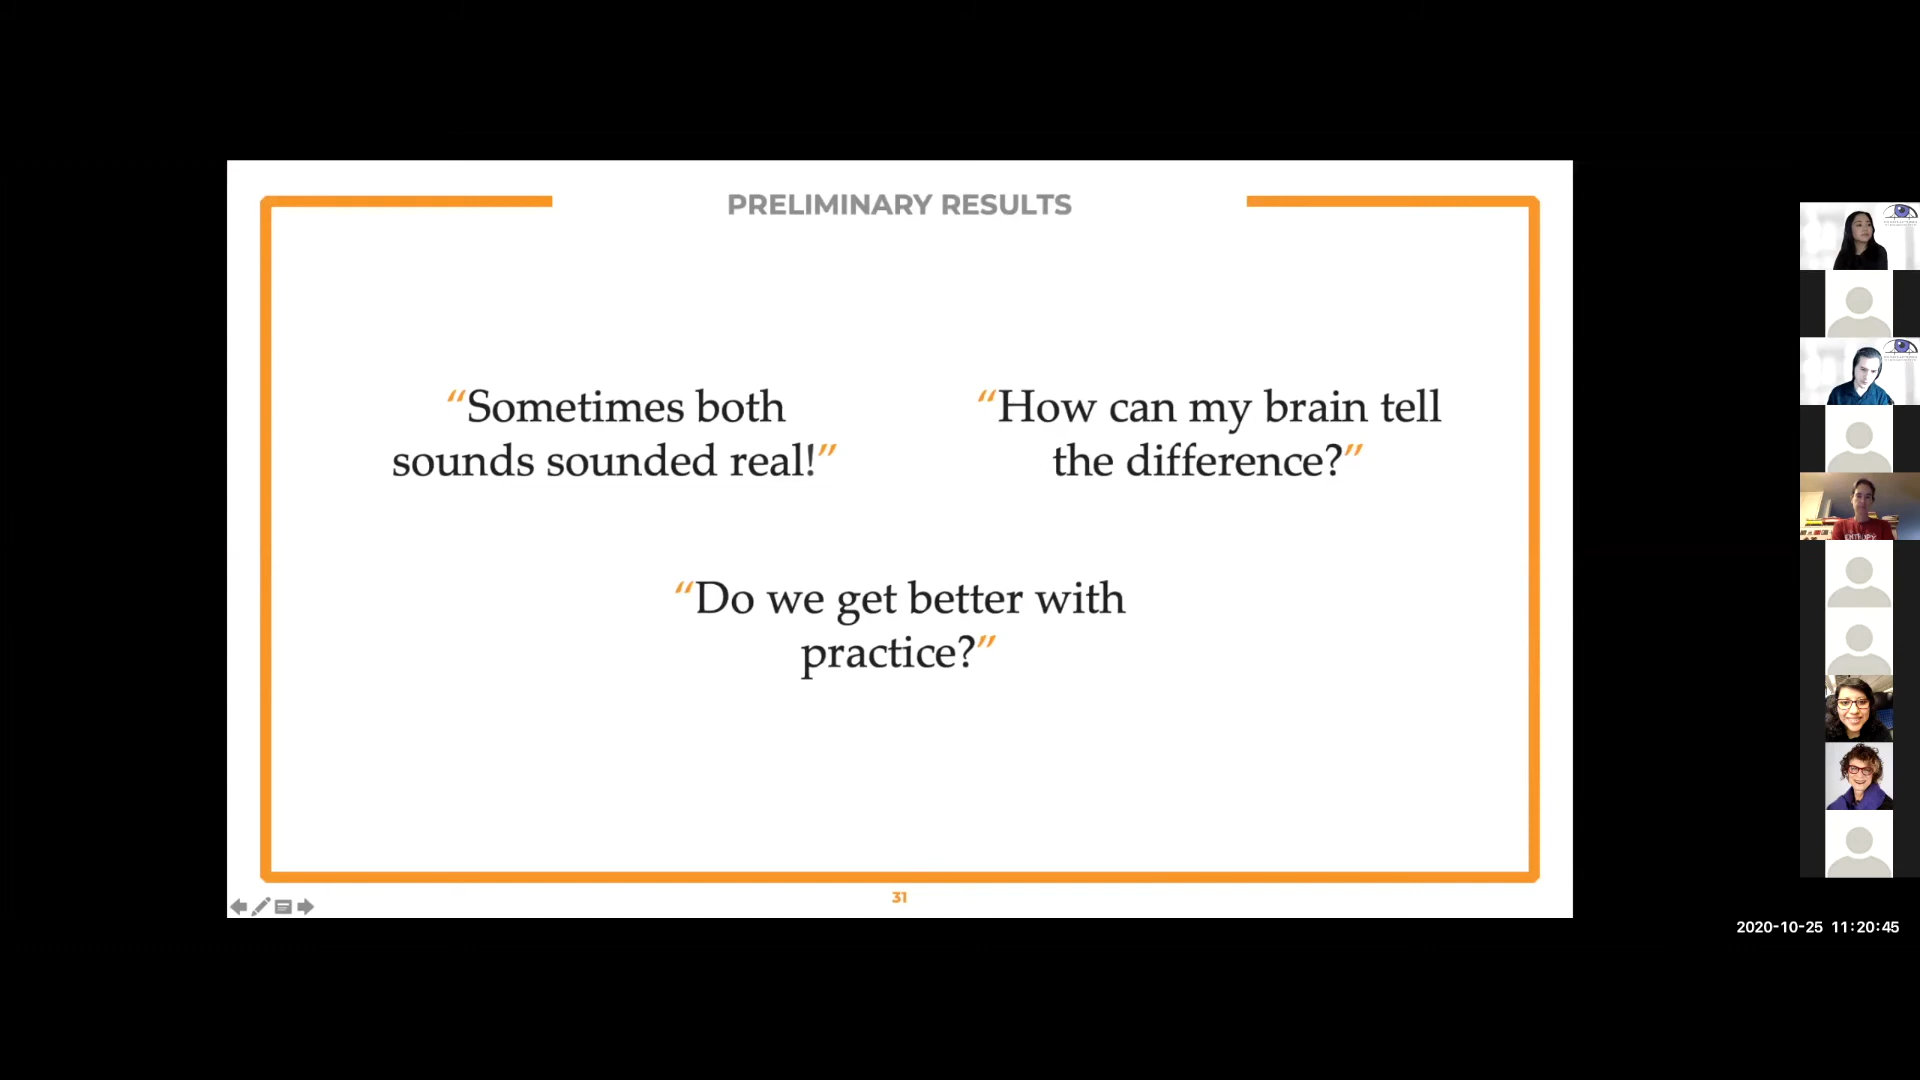 PRELIMINARY RESULTS
“Sometimes both
sounds sounded real!”
“How can my brain tell
the difference?”
“Do we get better with
practice?”
31
2020-10-25 11:20:45